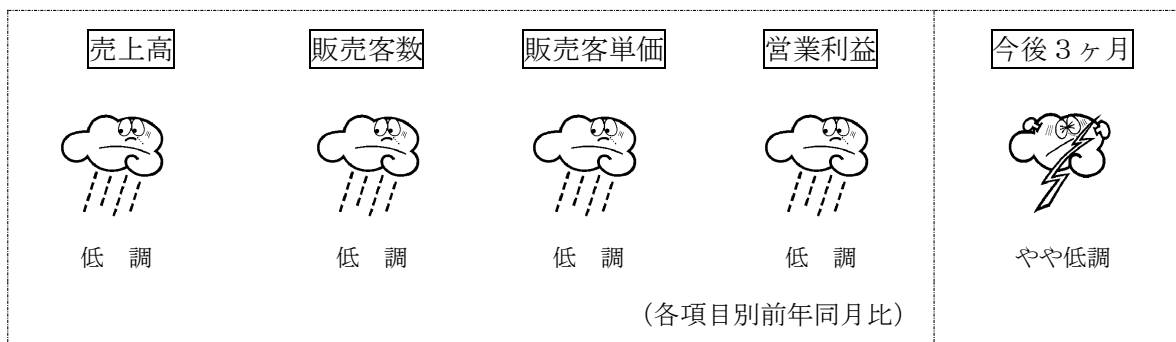 売上高 販売客数 販売客単価 営業利益 今後3ヶ月
低 調 低 調 低 調 低 調 やや低調
(各項目別前年同月比)